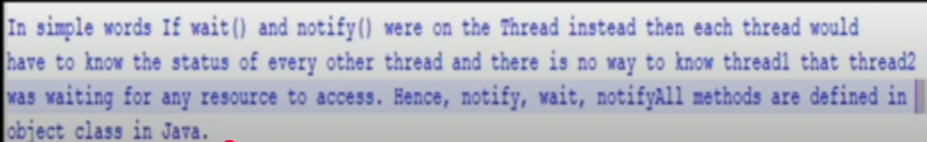 In simple words If wait() and notify() were on the Thread instead then each thread would
have to know the status of every other thread and there is no way to know thread1 that thread2
was waiting for any resource to access. Hence, notify, wait, notifyAll methods are defined in
object class in Java.